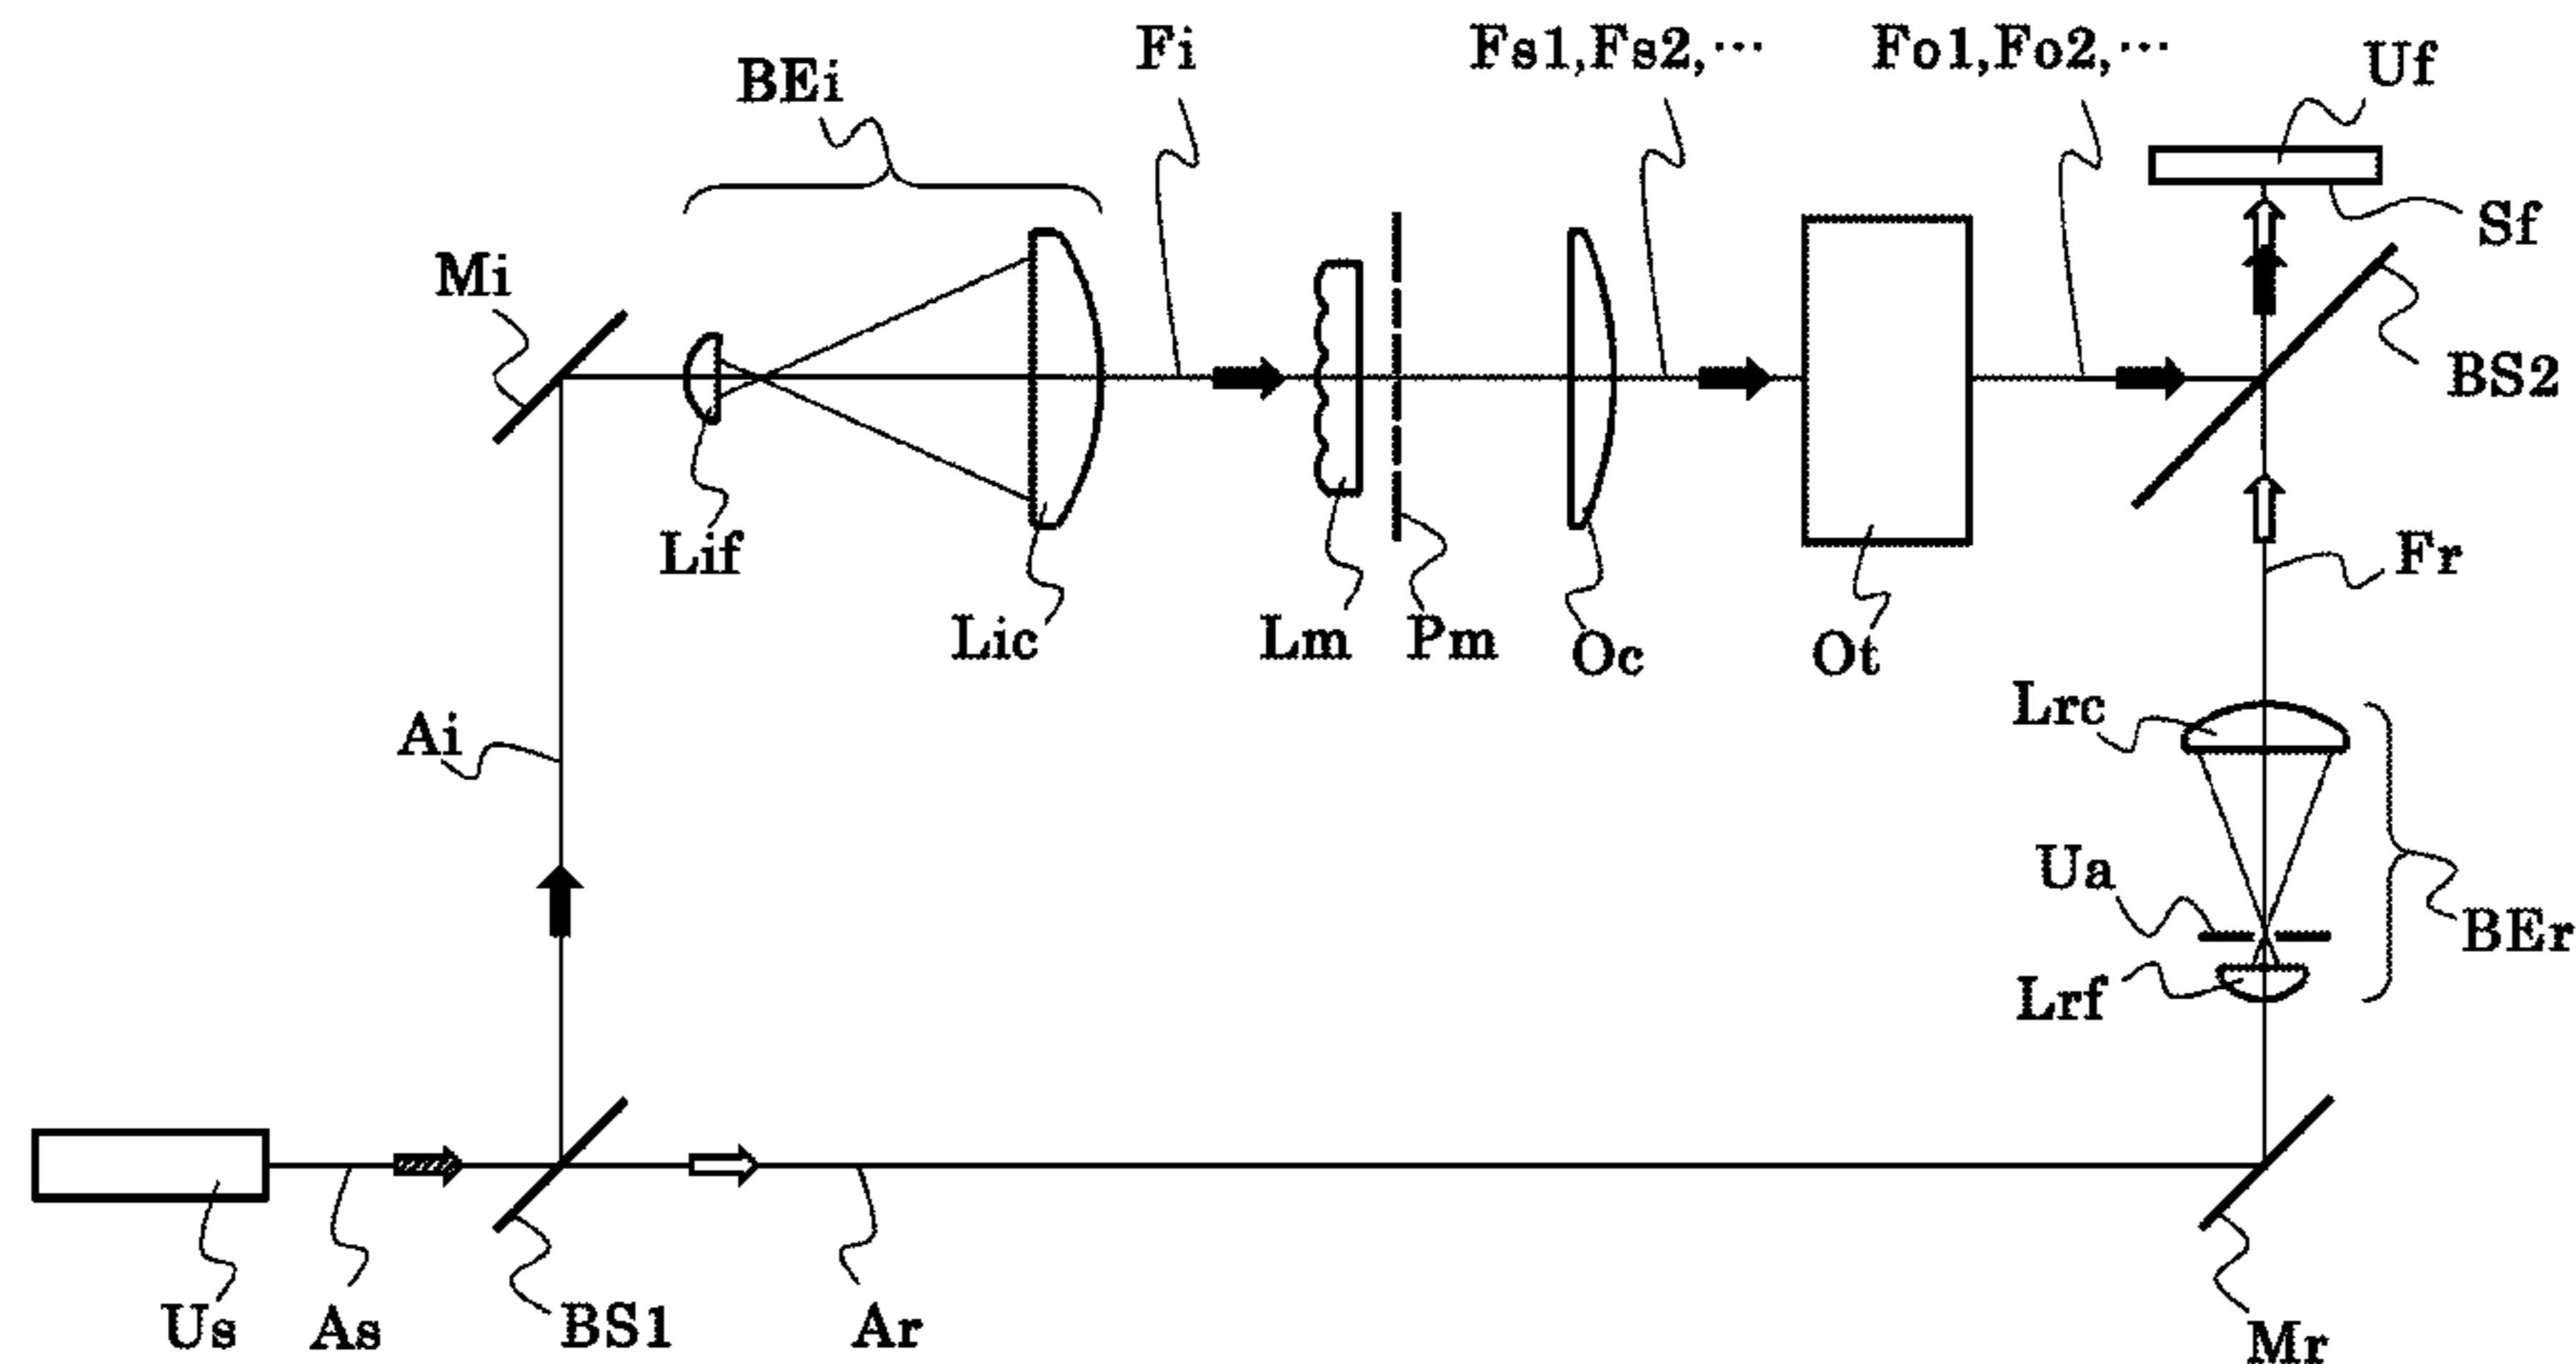 Fi
Fs1,Fs2,···
Fo1,Fo2,···
Uf
BEi
Sf
Mi
BS2
Lif
Fr
Lic
Lm
Pm
Oc
Ot
Lrc
Ai
Ua
BEr
Lrf
Us
As
BS1
Ar
Mr